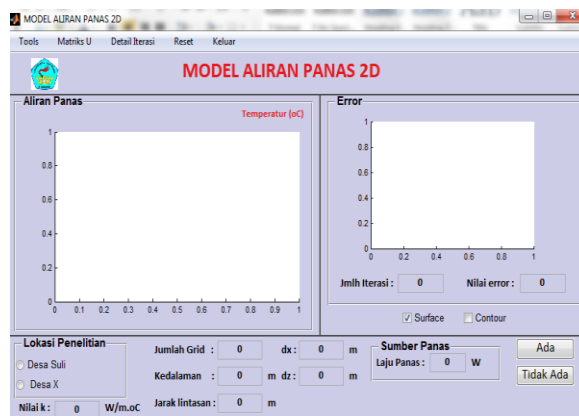 MODEL ALIRAN PANAS 2D
Tools Matriks U Detail Iterasi Reset Keluar
MODEL ALIRAN PANAS 2D
Aliran Panas
Temperatur (oC)
1
0.8
0.6
0.4
0.2
0
0 0.1 0.2 0.3 0.4 0.5 0.6 0.7 0.8 0.9 1
Error
1
0.8
0.6
0.4
0.2
0
0 0.2 0.4 0.6 0.8 1
Jmlh Iterasi : 0 Nilai error : 0
Surface Contour
Lokasi Penelitian
Desa Suli
Desa X
Nilai k : 0 W/m.oC
Jumlah Grid : 0 dx : 0 m
Kedalaman : 0 m dz : 0 m
Jarak lintasan : 0 m
Sumber Panas
Laju Panas : 0 W
Ada
Tidak Ada